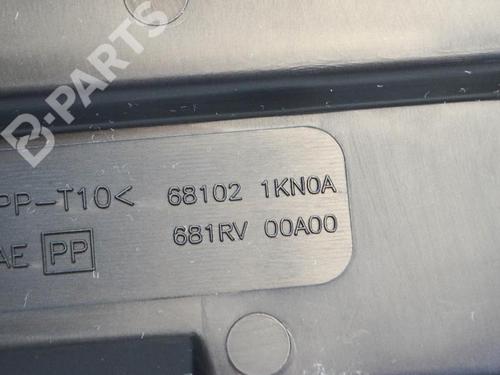 B-PARTS
PP-T10< 68102 1KN0A
AE PP 681RV 00A00